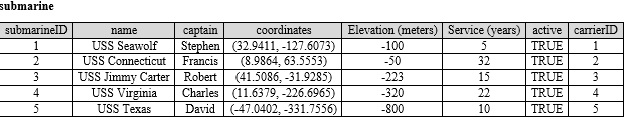 submarine
submarineID name captain coordinates Elevation (meters) Service (years) active carrierID
1 USS Seawolf Stephen (32.9411, -127.6073) -100 5 TRUE 1
2 USS Connecticut Francis (8.9864, 63.5553) -50 32 TRUE 2
3 USS Jimmy Carter Robert (41.5086, -31.9285) -223 15 TRUE 3
4 USS Virginia Charles (11.6379, -226.6965) -320 22 TRUE 4
5 USS Texas David (-47.0402, -331.7556) -800 10 TRUE 5